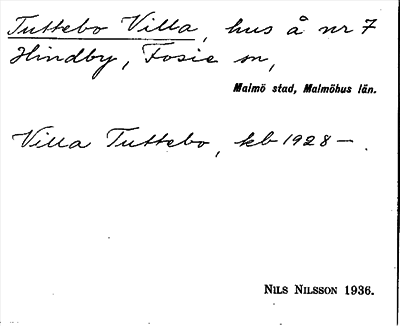 Tuttebo Villa, hus å nr 7
Hindby, Fosie sn,
Malmö stad, Malmöhus län.
Villa Tuttebo, kb 1928 – .
NILS NILSSON 1936.